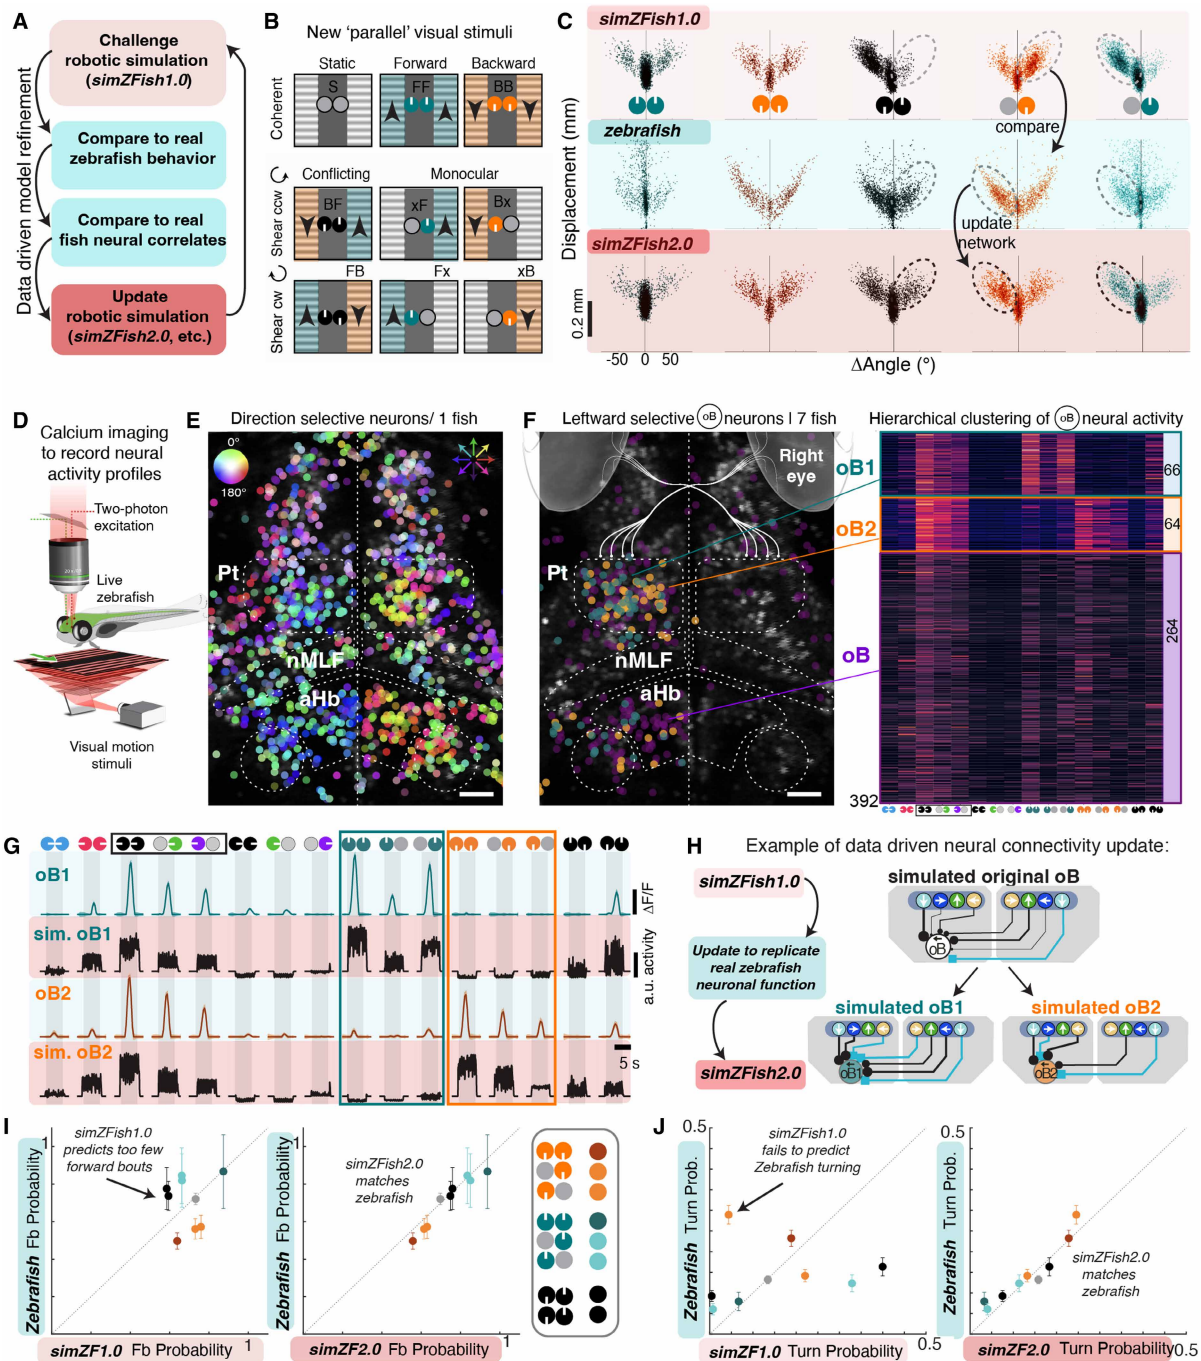 A
Data driven model refinement
Challenge
robotic simulation
(simZFish1.0)
Compare to real
zebrafish behavior
Compare to real
fish neural correlates
Update
robotic simulation
(simZFish2.0, etc.)
B
New ‘parallel’ visual stimuli
Static
Forward
Backward
Coherent
S
FF
BB
Conflicting
Monocular
Shear ccw
BF
xF
Bx
FB
Fx
xB
Shear cw
C
simZFish1.0
zebrafish
compare
update
network
simZFish2.0
Displacement (mm)
0.2 mm
-50 0 50
ΔAngle (°)
D
Calcium imaging
to record neural
activity profiles
Two-photon
excitation
Live
zebrafish
Visual motion
stimuli
E
Direction selective neurons/ 1 fish
0°
180°
Pt
nMLF
aHb
F
Leftward selective oB neurons | 7 fish
Right
eye
Pt
nMLF
aHb
Hierarchical clustering of oB neural activity
oB1
oB2
oB
66
64
264
392
G
oB1
ΔF/F
sim. oB1
a.u. activity
oB2
sim. oB2
5 s
H
Example of data driven neural connectivity update:
simZFish1.0
Update to replicate
real zebrafish
neuronal function
simZFish2.0
simulated original oB
oB
simulated oB1
simulated oB2
oB1
oB2
I
Zebrafish Fb Probability
1
simZFish1.0
predicts too few
forward bouts
simZF1.0 Fb Probability
1
Zebrafish Fb Probability
1
simZFish2.0
matches
zebrafish
simZF2.0 Fb Probability
1
J
Zebrafish Turn Prob.
0.5
simZFish1.0
fails to predict
Zebrafish turning
simZF1.0 Turn Probability
0.5
Zebrafish Turn Prob.
0.5
simZFish2.0
matches
zebrafish
simZF2.0 Turn Probability
0.5